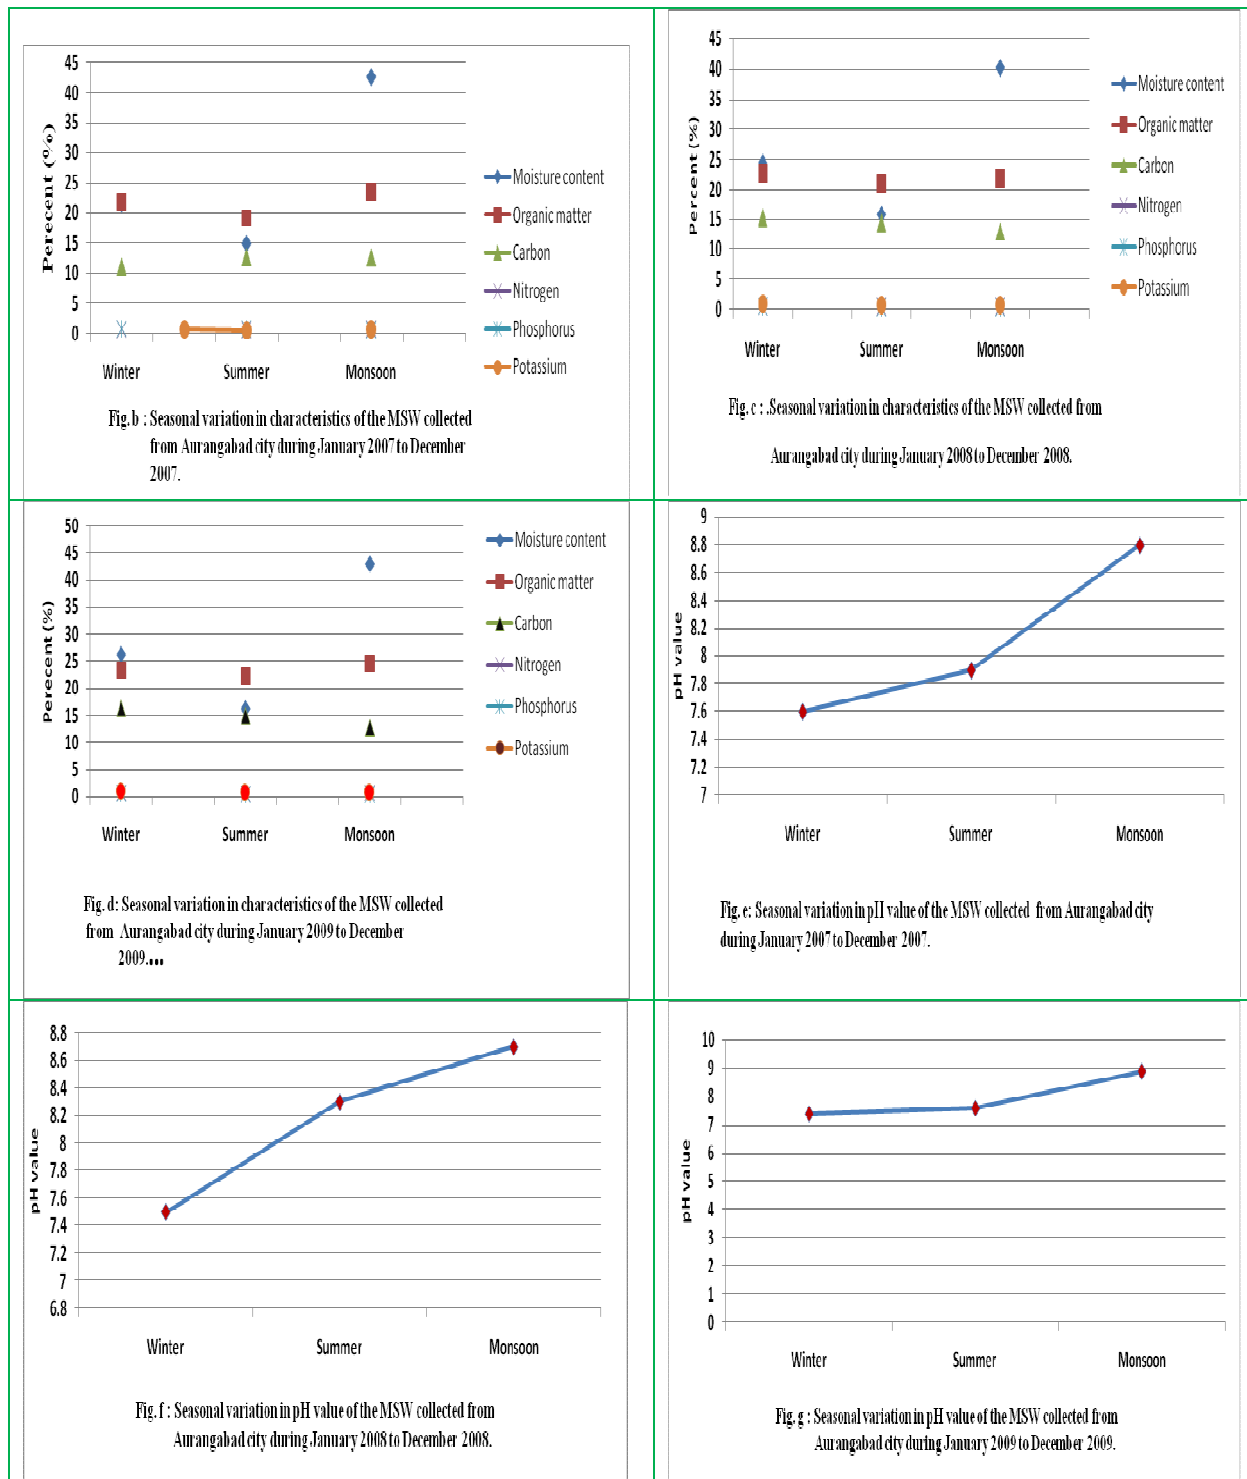 45
40
35
30
25
20
15
10
5
0
Perecent (%)
Winter
Summer
Monsoon
Moisture content
Organic matter
Carbon
Nitrogen
Phosphorus
Potassium
Fig. b : Seasonal variation in characteristics of the MSW collected
from Aurangabad city during January 2007 to December
2007.
45
40
35
30
25
20
15
10
5
0
Percent (%)
Winter
Summer
Monsoon
Moisture content
Organic matter
Carbon
Nitrogen
Phosphorus
Potassium
Fig. c : .Seasonal variation in characteristics of the MSW collected from
Aurangabad city during January 2008 to December 2008.
50
45
40
35
30
25
20
15
10
5
0
Perecent (%)
Winter
Summer
Monsoon
Moisture content
Organic matter
Carbon
Nitrogen
Phosphorus
Potassium
Fig. d: Seasonal variation in characteristics of the MSW collected
from Aurangabad city during January 2009 to December
2009....
9
8.8
8.6
8.4
8.2
8
7.8
7.6
7.4
7.2
7
pH value
Winter
Summer
Monsoon
Fig. e: Seasonal variation in pH value of the MSW collected from Aurangabad city
during January 2007 to December 2007.
8.8
8.6
8.4
8.2
8
7.8
7.6
7.4
7.2
7
6.8
pH value
Winter
Summer
Monsoon
Fig. f : Seasonal variation in pH value of the MSW collected from
Aurangabad city during January 2008 to December 2008.
10
9
8
7
6
5
4
3
2
1
0
pH value
Winter
Summer
Monsoon
Fig. g : Seasonal variation in pH value of the MSW collected from
Aurangabad city during January 2009 to December 2009.